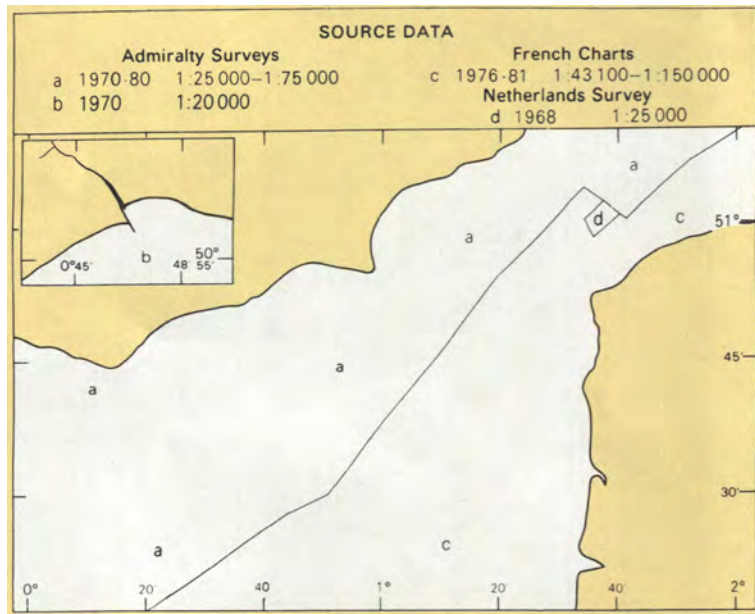 SOURCE DATA
Admiralty Surveys
a 1970-80 1:25 000–1:75 000
b 1970 1:20 000
French Charts
c 1976-81 1:43 100–1:150 000
Netherlands Survey
d 1968 1:25 000
a
d
a
c
51°
b
50°
0°45'
48 55'
a
45'
a
30'
a
c
0°
20
40
1°
20
40'
2°